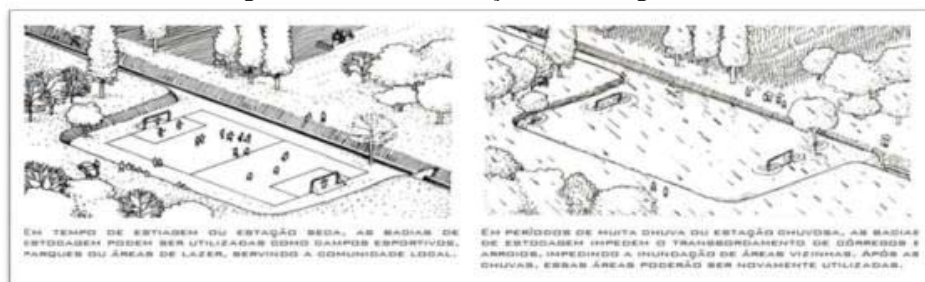 EM TEMPO DE ESTIAGEM OU ESTAÇÃO SECA, AS BACIAS DE
ESTOCAGEM PODEM SER UTILIZADAS COMO CAMPOS ESPORTIVOS,
PARQUES OU ÁREAS DE LAZER, SERVINDO A COMUNIDADE LOCAL.
EM PERÍODOS DE MUITA CHUVA OU ESTAÇÃO CHUVOSA, AS BACIAS
DE ESTOCAGEM IMPEDEM O TRANSBORDAMENTO DE CÓRREGOS E
ARROIOS, IMPEDINDO A INUNDAÇÃO DE ÁREAS VIZINHAS. APÓS AS
CHUVAS, ESSAS ÁREAS PODERÃO SER NOVAMENTE UTILIZADAS.